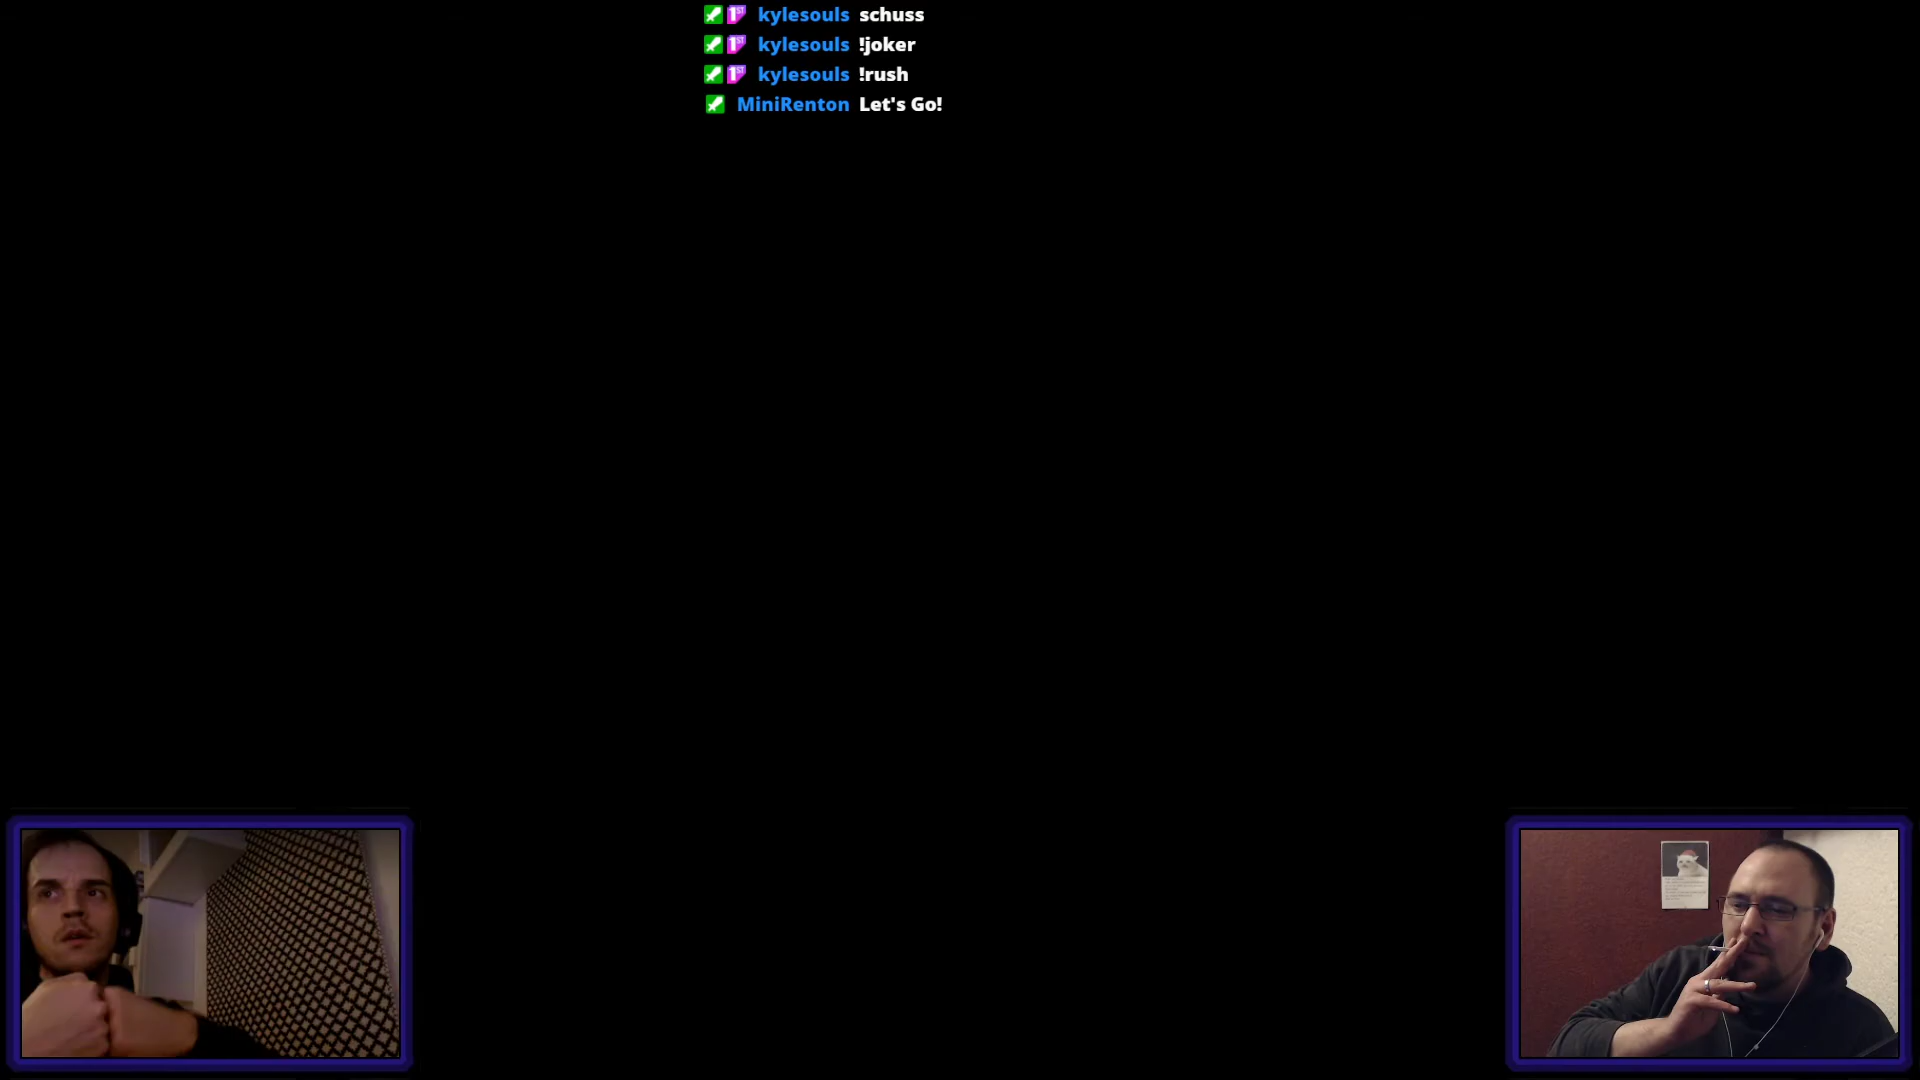 kylesouls schuss
kylesouls !joker
kylesouls !rush
MiniRenton Let's Go!